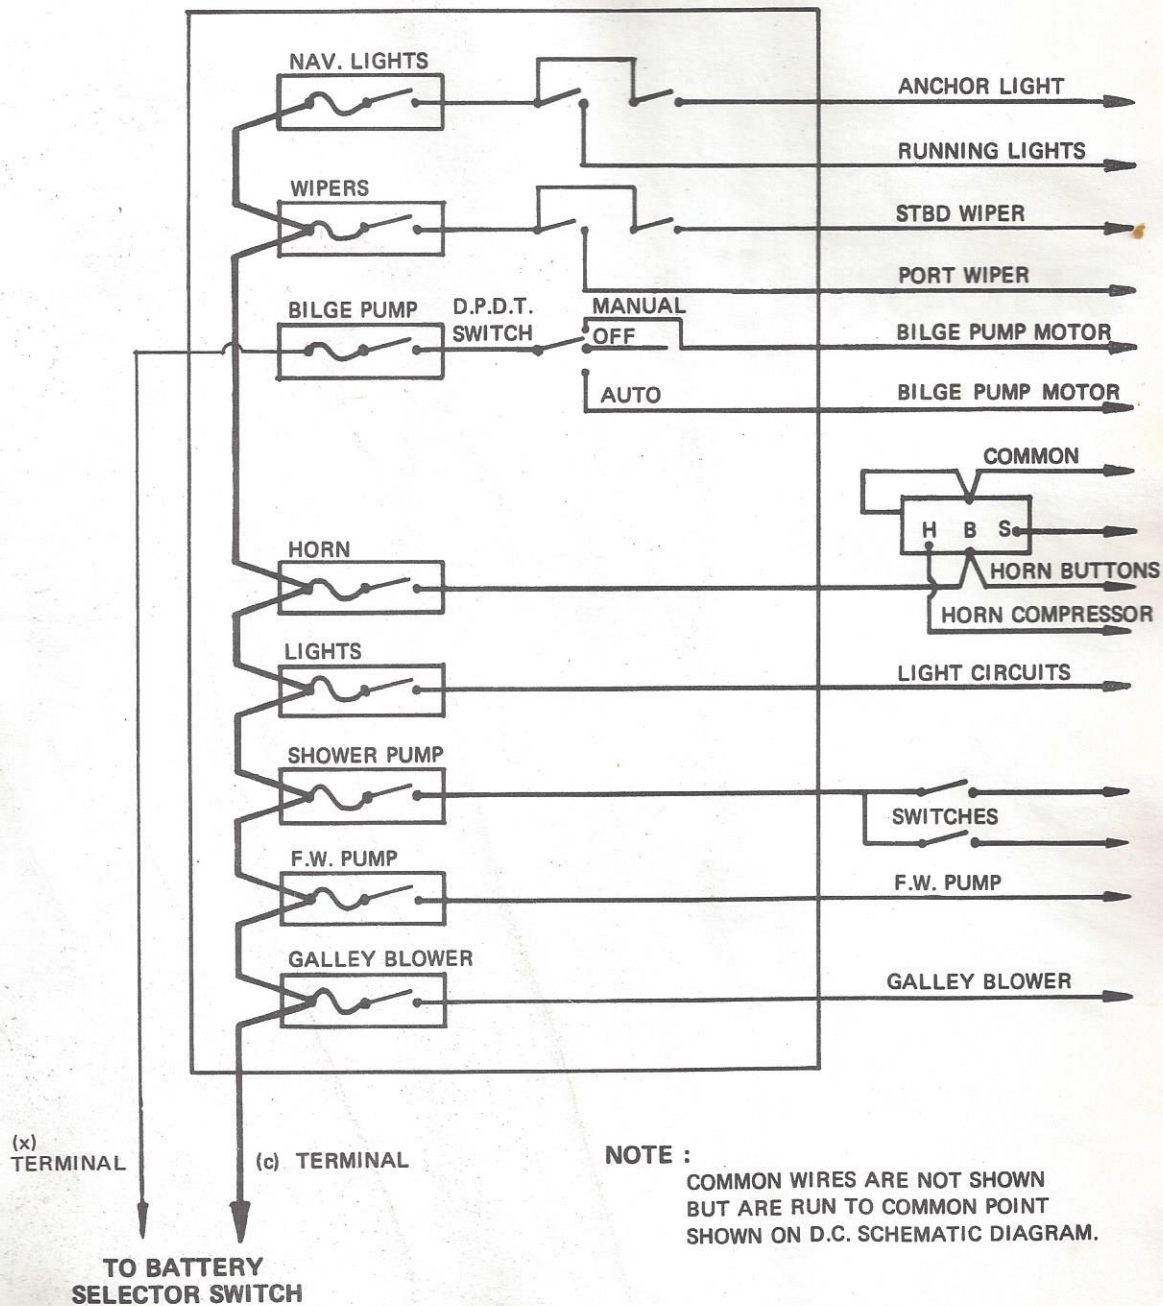 NAV. LIGHTS
ANCHOR LIGHT
RUNNING LIGHTS
WIPERS
STBD WIPER
PORT WIPER
BILGE PUMP
D.P.D.T.
SWITCH
MANUAL
OFF
AUTO
BILGE PUMP MOTOR
BILGE PUMP MOTOR
COMMON
H B S
HORN
HORN BUTTONS
HORN COMPRESSOR
LIGHTS
LIGHT CIRCUITS
SHOWER PUMP
SWITCHES
F.W. PUMP
F.W. PUMP
GALLEY BLOWER
GALLEY BLOWER
(x)
TERMINAL
(c) TERMINAL
TO BATTERY
SELECTOR SWITCH
NOTE :
COMMON WIRES ARE NOT SHOWN
BUT ARE RUN TO COMMON POINT
SHOWN ON D.C. SCHEMATIC DIAGRAM.